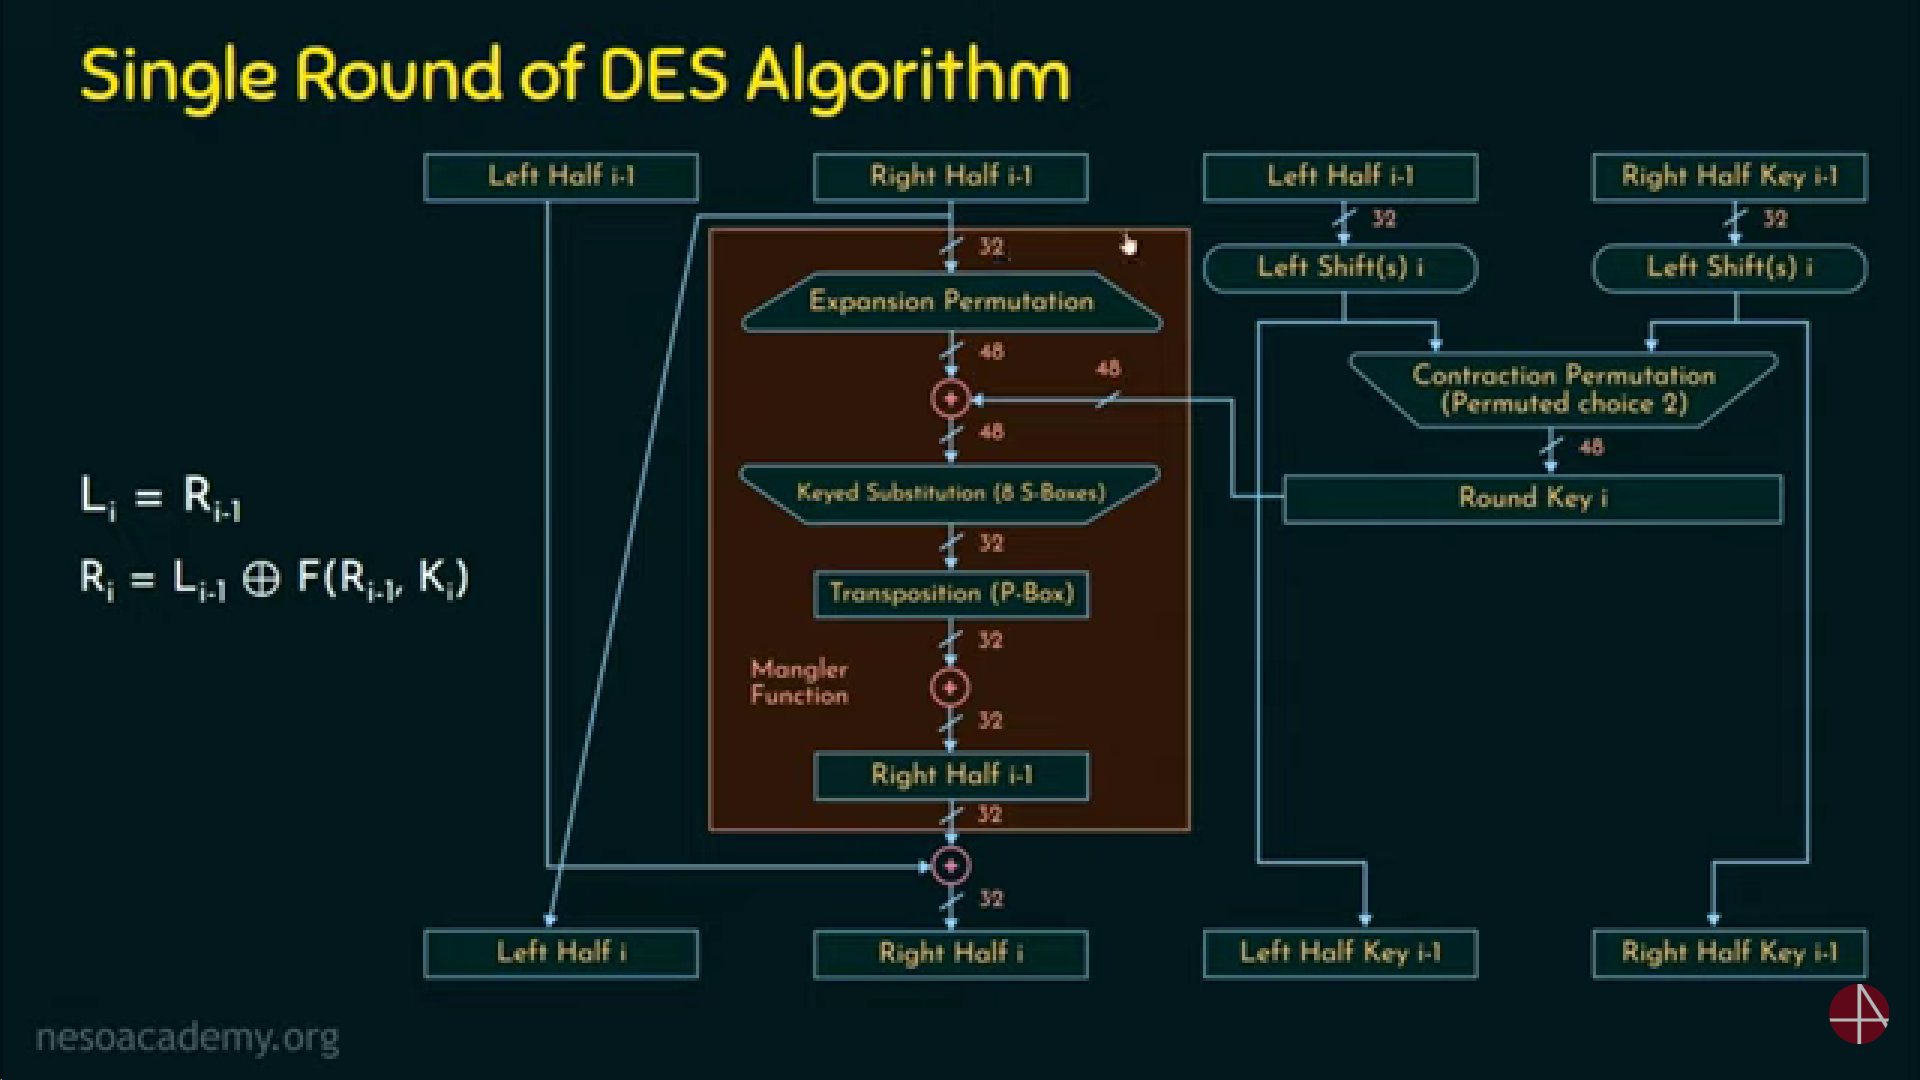 Single Round of DES Algorithm
Left Half i-1
Right Half i-1
Left Half i-1
Right Half Key i-1
32
32
32
Left Shift(s) i
Left Shift(s) i
Expansion Permutation
48
48
Contraction Permutation
(Permuted choice 2)
+
48
48
Keyed Substitution (8 S-Boxes)
Round Key i
Lᵢ = Rᵢ₋₁
32
Rᵢ = Lᵢ₋₁ ⊕ F(Rᵢ₋₁, Kᵢ)
Transposition (P-Box)
32
Mangler
Function
+
32
Right Half i-1
32
+
32
Left Half i
Right Half i
Left Half Key i-1
Right Half Key i-1
nesoacademy.org